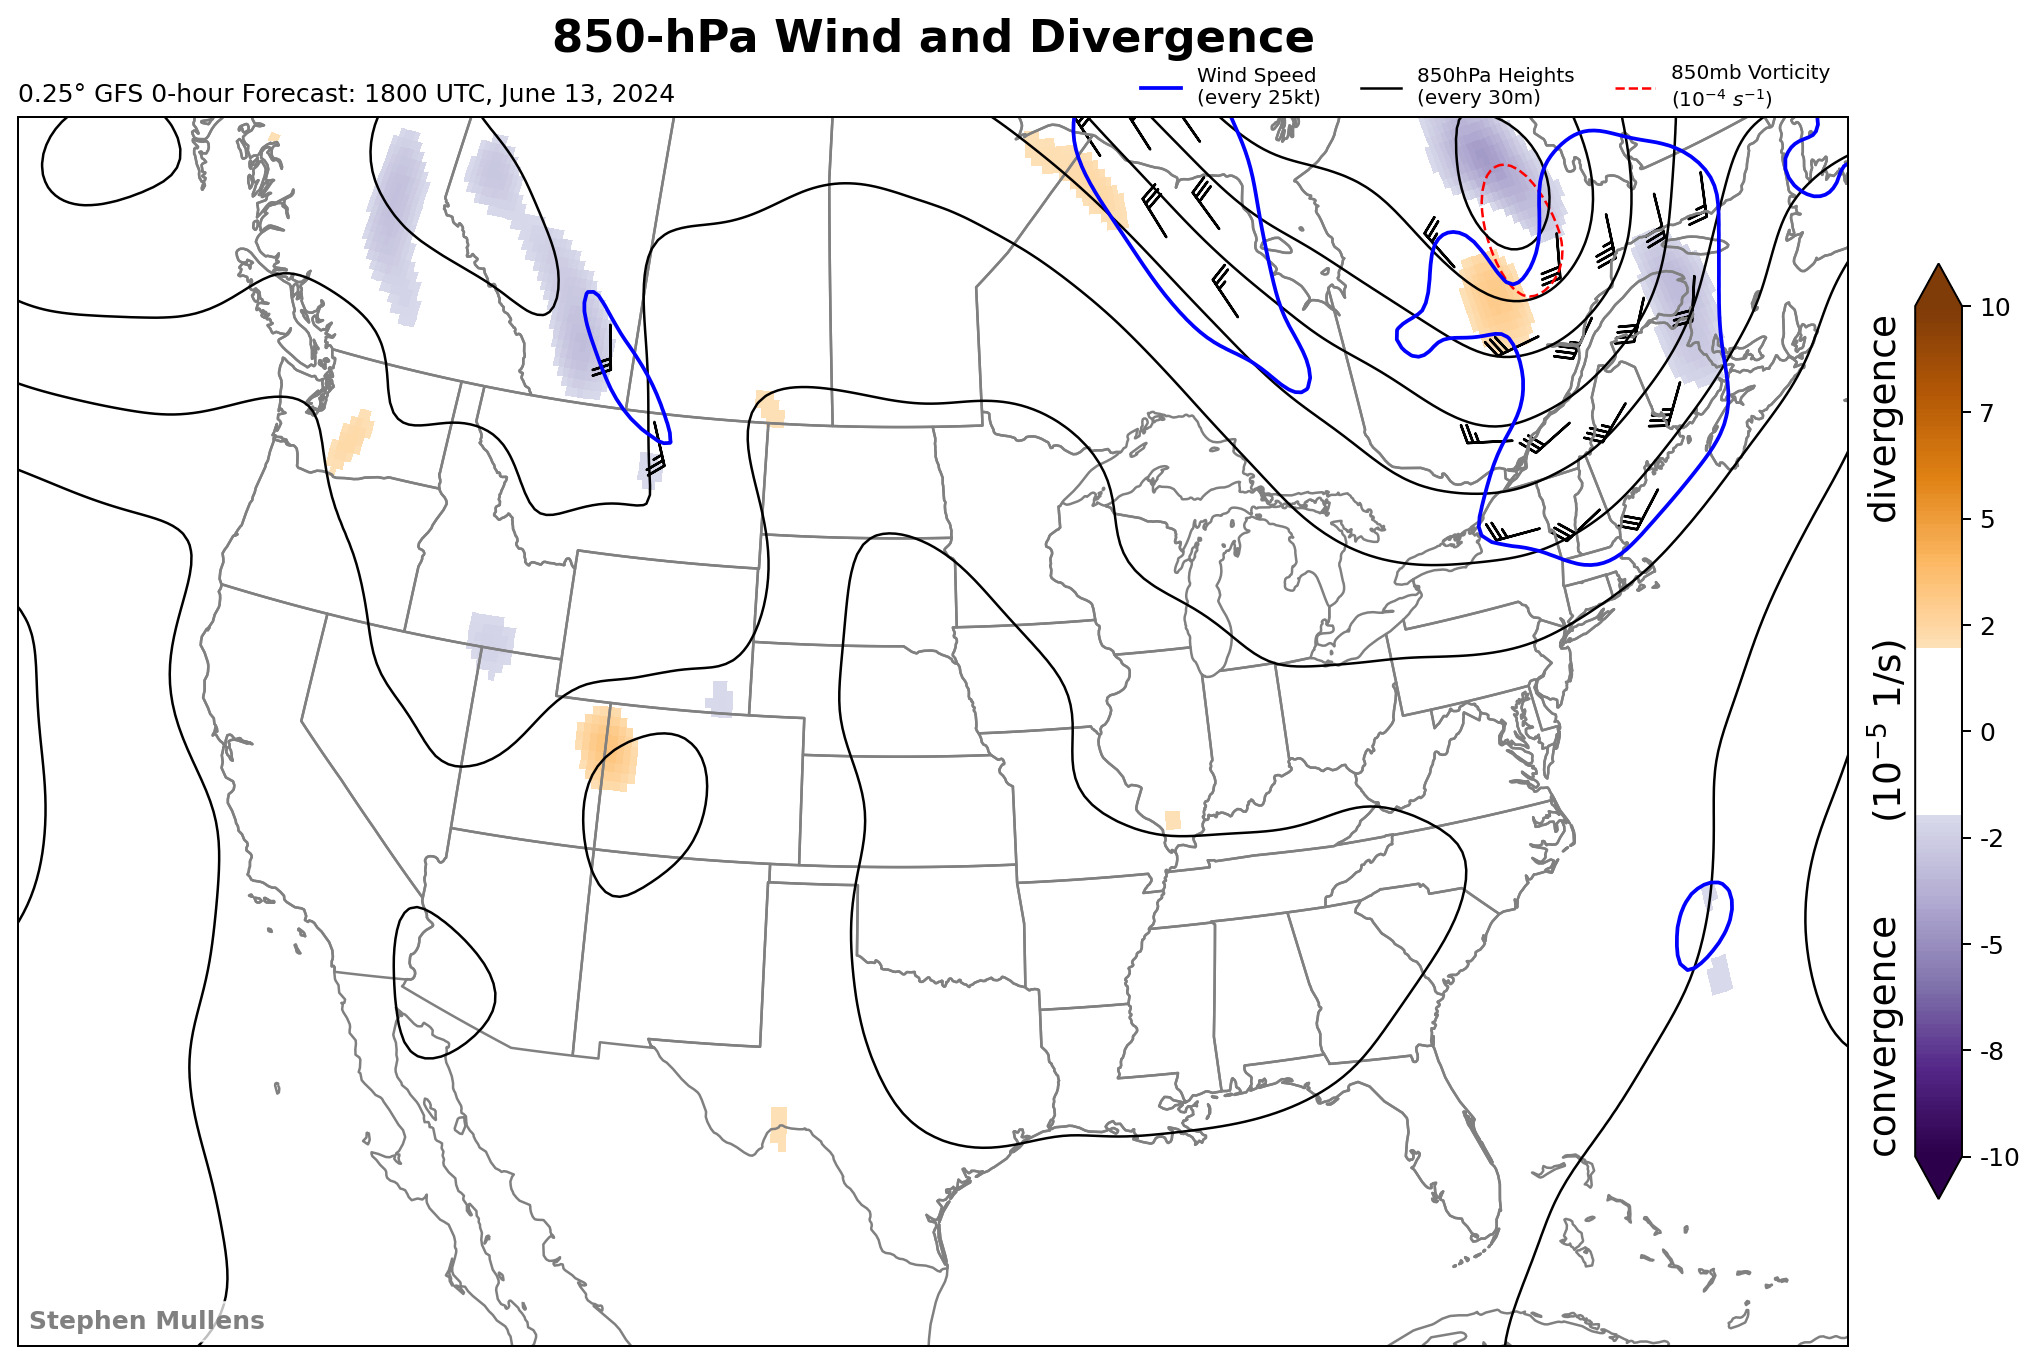 850-hPa Wind and Divergence
0.25° GFS 0-hour Forecast: 1800 UTC, June 13, 2024
Wind Speed
(every 25kt)
850hPa Heights
(every 30m)
850mb Vorticity
(10⁻⁴ s⁻¹)
10
7
5
2
0
-2
-5
-8
-10
convergence (10⁻⁵ 1/s) divergence
Stephen Mullens